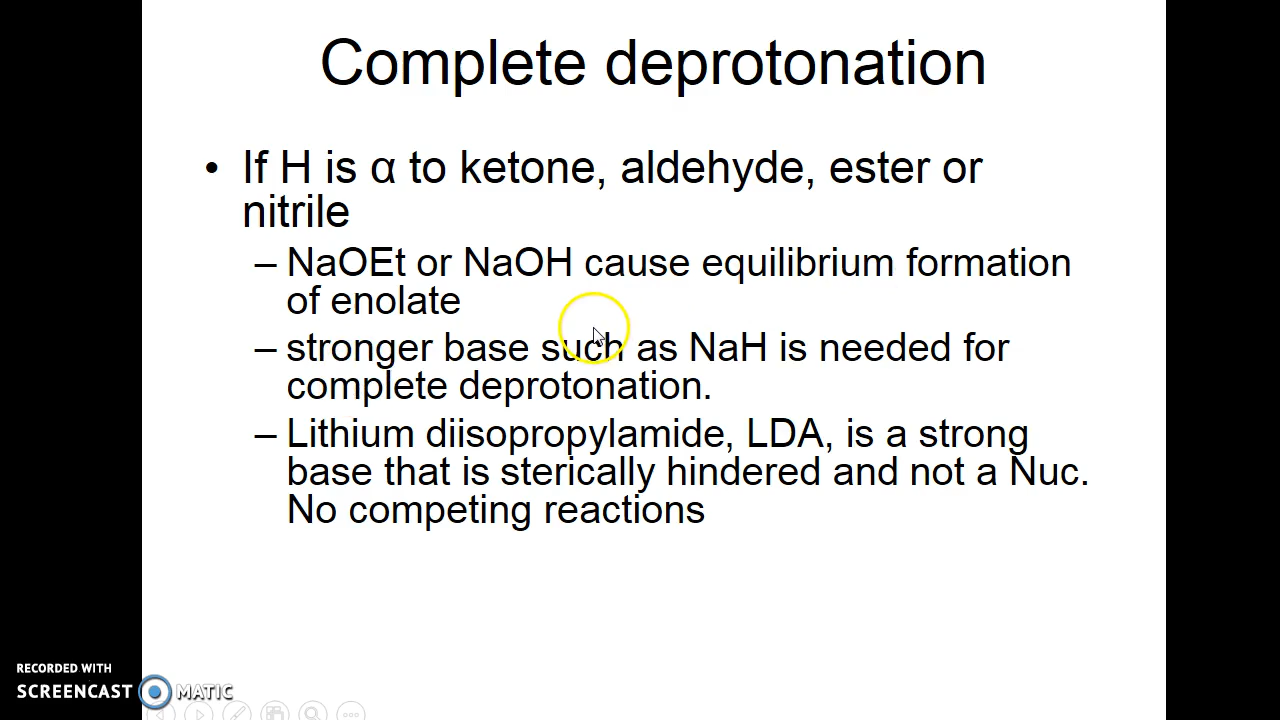 Complete deprotonation
• If H is α to ketone, aldehyde, ester or
nitrile
– NaOEt or NaOH cause equilibrium formation
of enolate
– stronger base such as NaH is needed for
complete deprotonation.
– Lithium diisopropylamide, LDA, is a strong
base that is sterically hindered and not a Nuc.
No competing reactions
RECORDED WITH
SCREENCAST MATIC